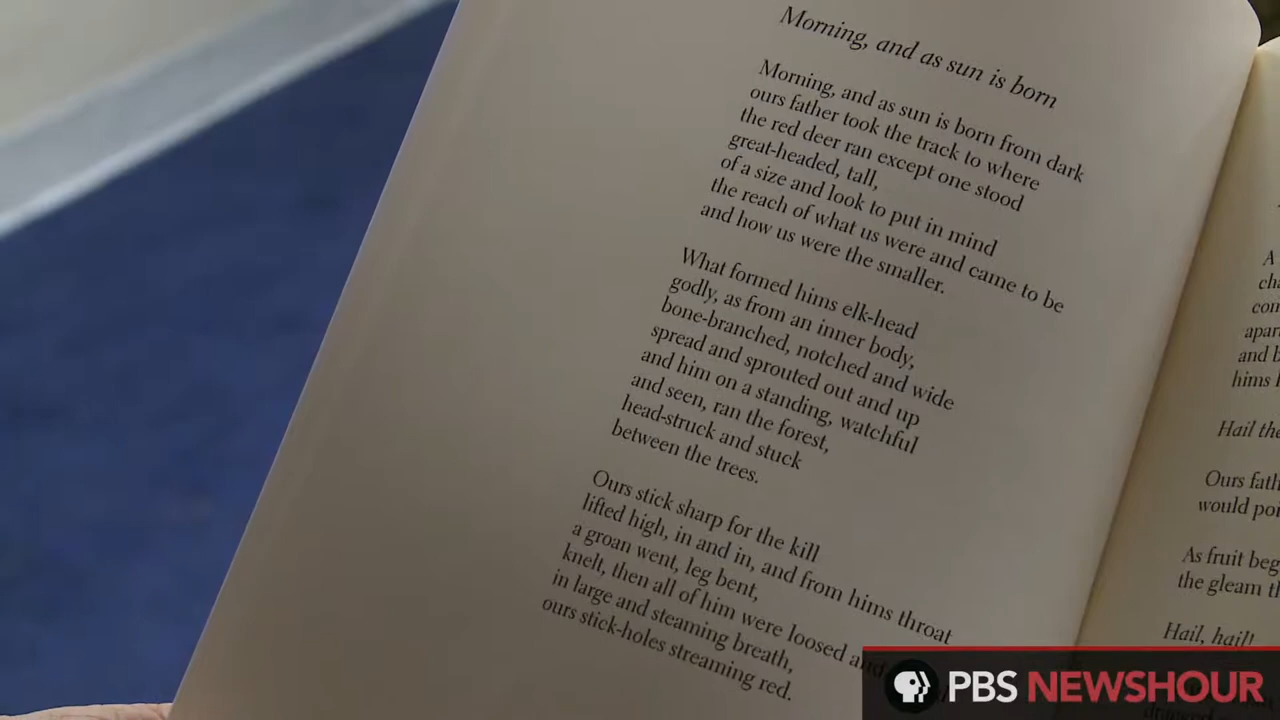 Morning, and as sun is born
Morning, and as sun is born from dark
ours father took the track to where
the red deer ran except one stood
great-headed, tall,
of a size and look to put in mind
the reach of what us were and came to be
and how us were the smaller.
What formed hims elk-head
godly, as from an inner body,
bone-branched, notched and wide
spread and sprouted out and up
and him on a standing, watchful
and seen, ran the forest,
head-struck and stuck
between the trees.
Ours stick sharp for the kill
lifted high, in and in, and from hims throat
a groan went, leg bent,
knelt, then all of him were loosed
in large and steaming breath,
ours stick-holes streaming red.
A
and
hims
Hail
Ours
would
As fruit
the gleam
Hail, hail!
PBS NEWSHOUR